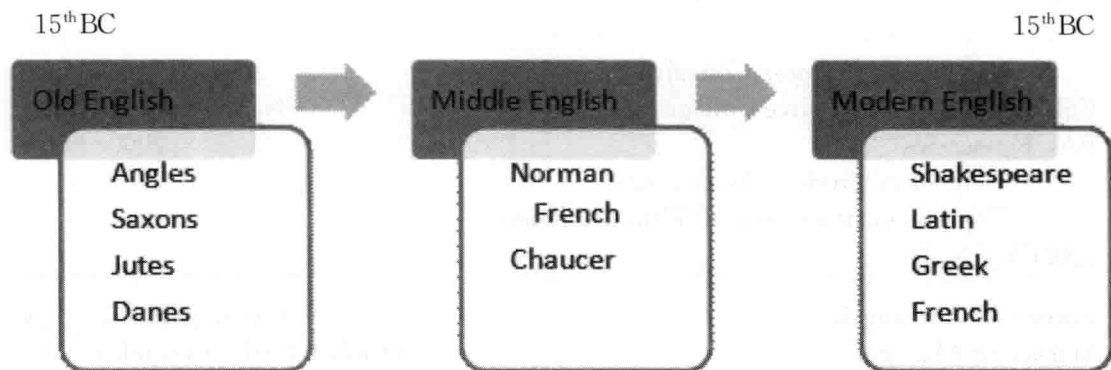 15th BC 15th BC
Old English
Angles
Saxons
Jutes
Danes
Middle English
Norman
French
Chaucer
Modern English
Shakespeare
Latin
Greek
French